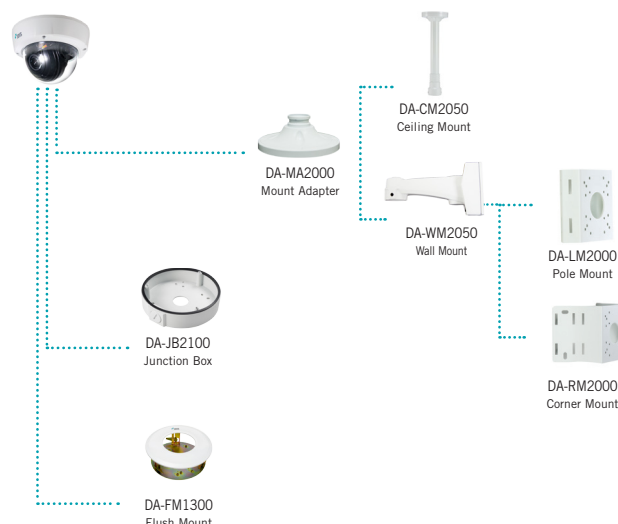 DA-CM2050
Ceiling Mount
DA-MA2000
Mount Adapter
DA-WM2050
Wall Mount
DA-LM2000
Pole Mount
DA-JB2100
Junction Box
DA-RM2000
Corner Mount
DA-FM1300
Flush Mount